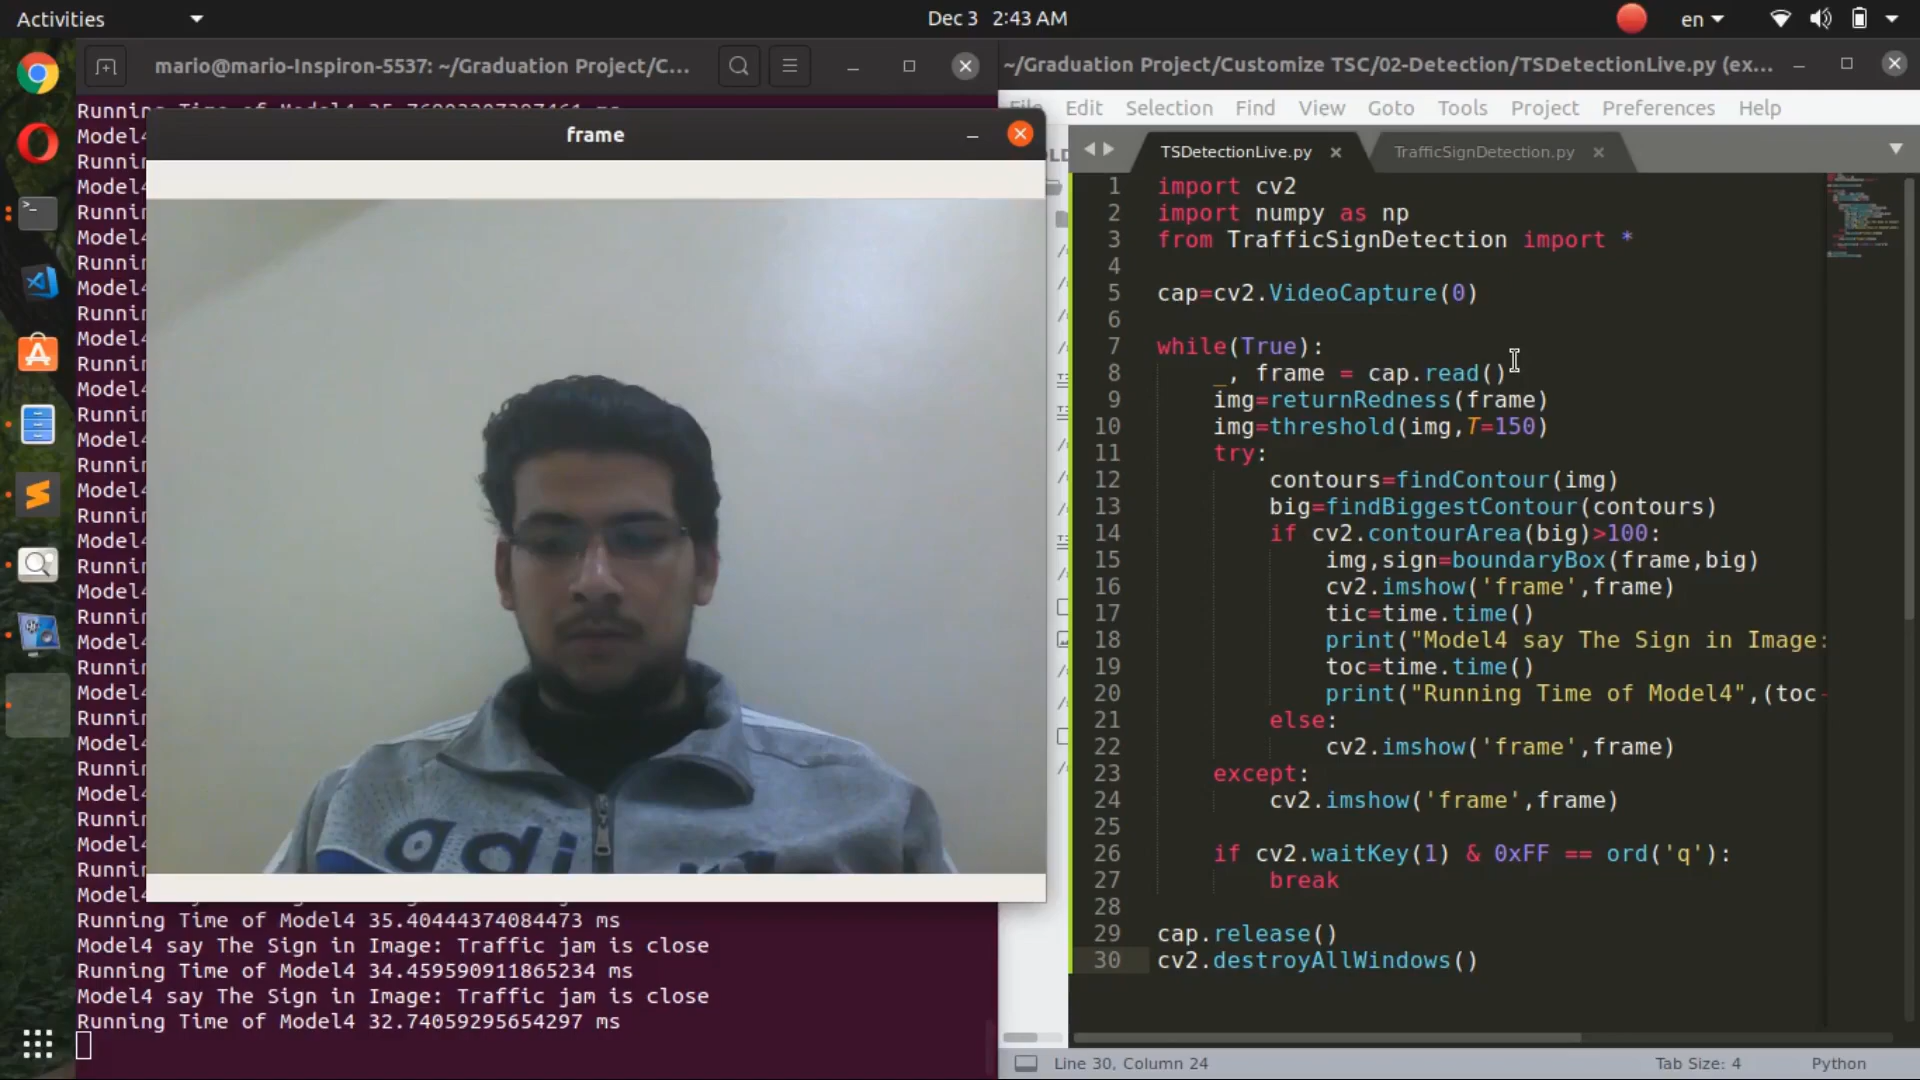 Activities
Dec 3 2:43 AM
en
mario@mario-Inspiron-5537: ~/Graduation Project/C...
~/Graduation Project/Customize TSC/02-Detection/TSDetectionLive.py (ex...
Edit Selection Find View Goto Tools Project Preferences Help
frame
TSDetectionLive.py
TrafficSignDetection.py
1 import cv2
2 import numpy as np
3 from TrafficSignDetection import *
4
5 cap=cv2.VideoCapture(0)
6
7 while(True):
8 _, frame = cap.read()
9 img=returnRedness(frame)
10 img=threshold(img,T=150)
11 try:
12 contours=findContour(img)
13 big=findBiggestContour(contours)
14 if cv2.contourArea(big)>100:
15 img,sign=boundaryBox(frame,big)
16 cv2.imshow('frame',frame)
17 tic=time.time()
18 print("Model4 say The Sign in Image:
19 toc=time.time()
20 print("Running Time of Model4",(toc-
21 else:
22 cv2.imshow('frame',frame)
23 except:
24 cv2.imshow('frame',frame)
25
26 if cv2.waitKey(1) & 0xFF == ord('q'):
27 break
28
29 cap.release()
30 cv2.destroyAllWindows()
Running Time of Model4 35.40444374084473 ms
Model4 say The Sign in Image: Traffic jam is close
Running Time of Model4 34.459590911865234 ms
Model4 say The Sign in Image: Traffic jam is close
Running Time of Model4 32.74059295654297 ms
Line 30, Column 24
Tab Size: 4
Python